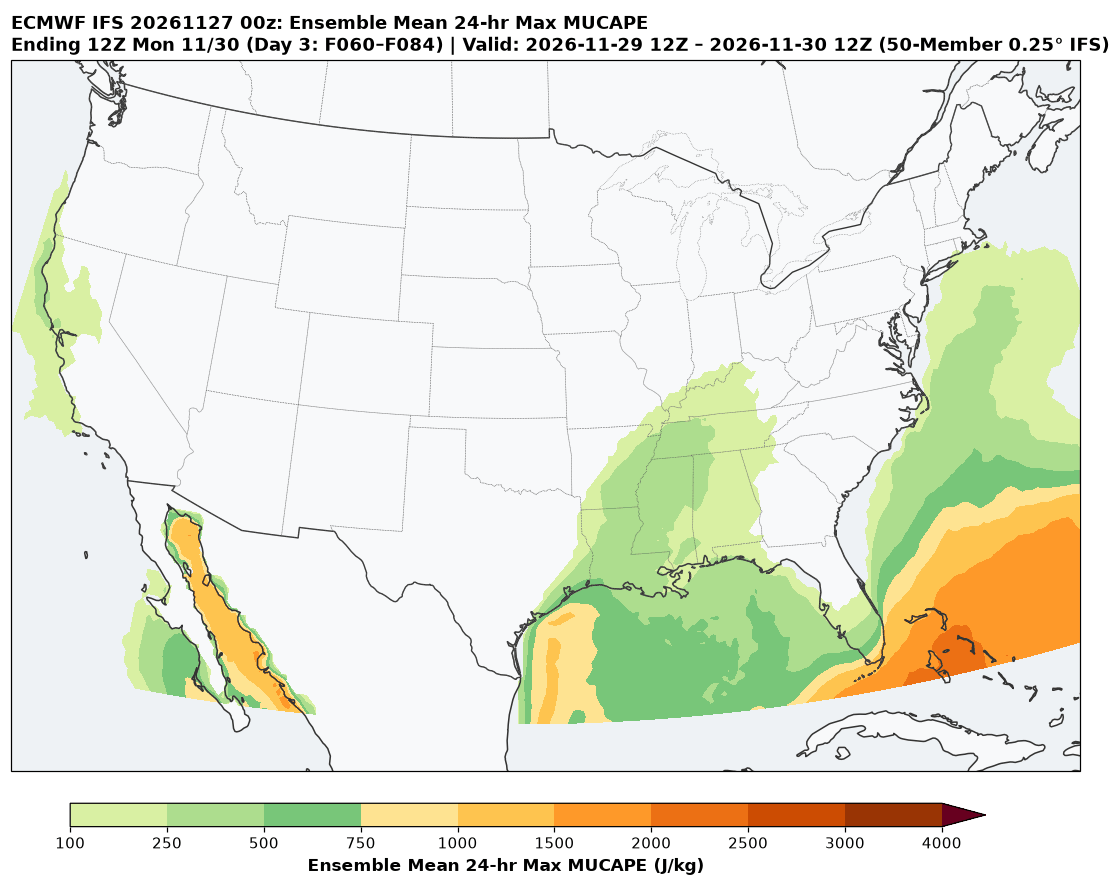 ECMWF IFS 20261127 00z: Ensemble Mean 24-hr Max MUCAPE
Ending 12Z Mon 11/30 (Day 3: F060–F084) | Valid: 2026-11-29 12Z – 2026-11-30 12Z (50-Member 0.25° IFS)
100 250 500 750 1000 1500 2000 2500 3000 4000
Ensemble Mean 24-hr Max MUCAPE (J/kg)